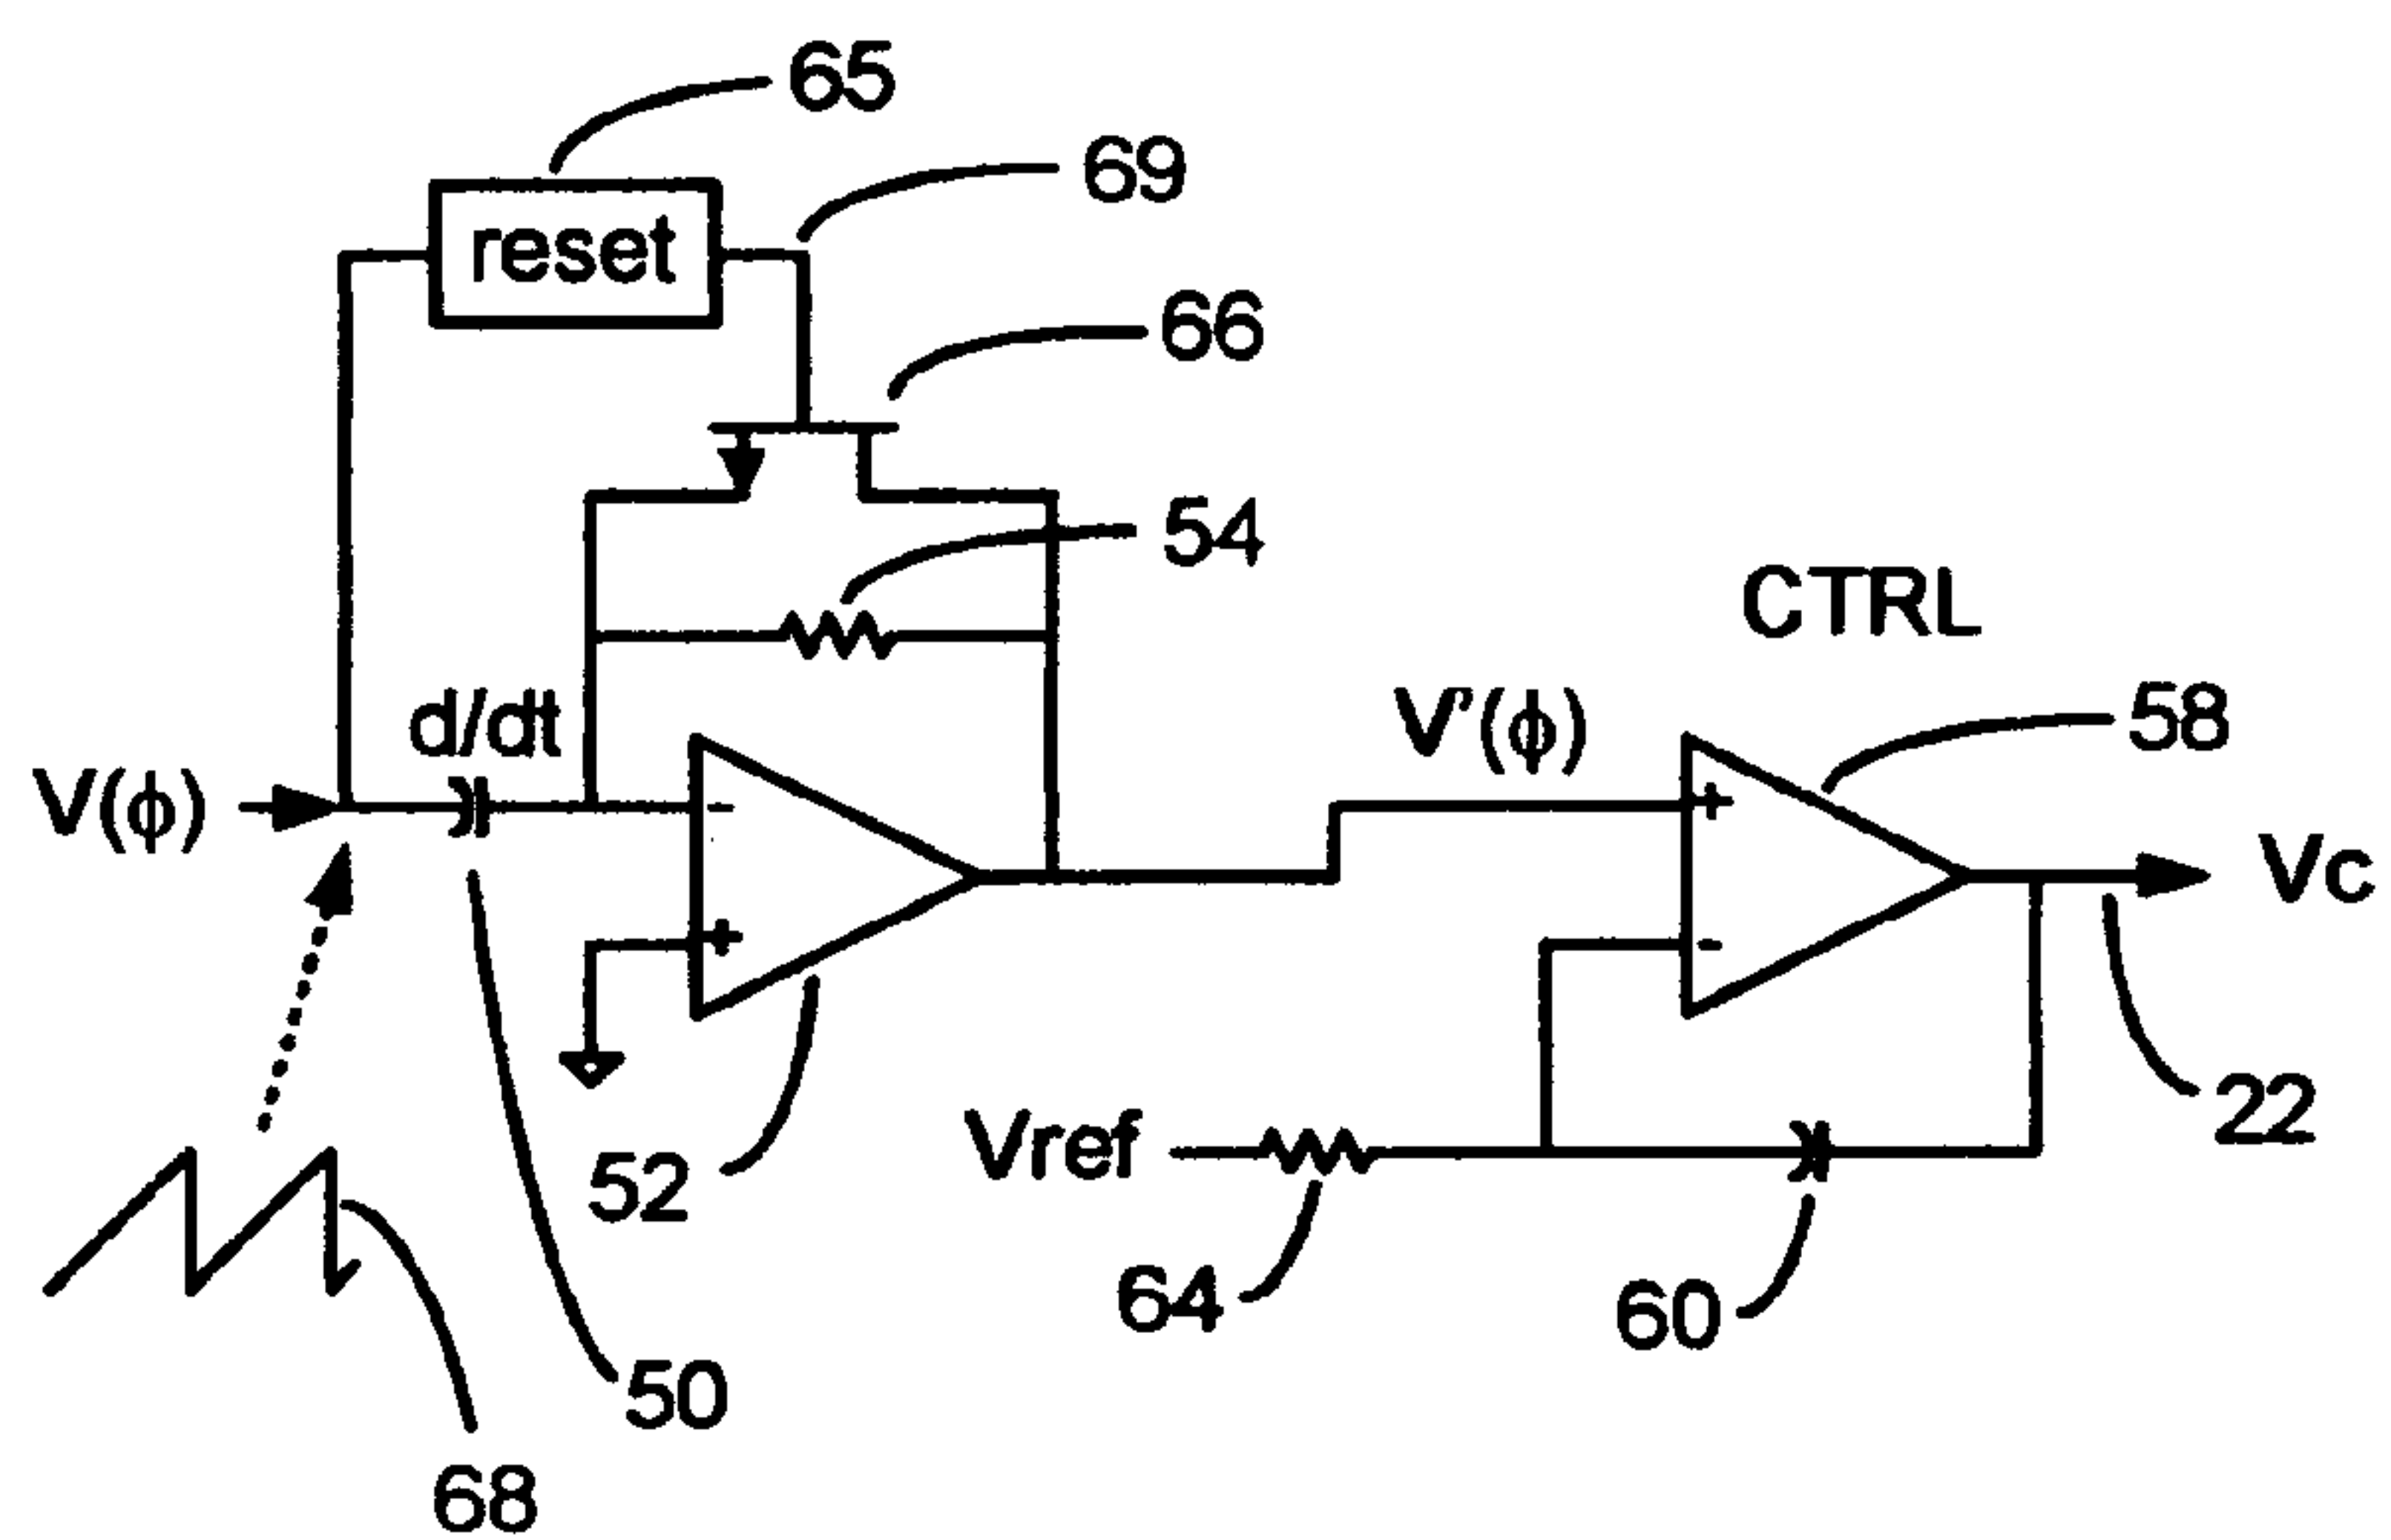 65
69
reset
66
54
CTRL
58
d/dt
V'(ϕ)
V(ϕ)
-
+
Vc
+
-
22
Vref
52
64
60
50
68